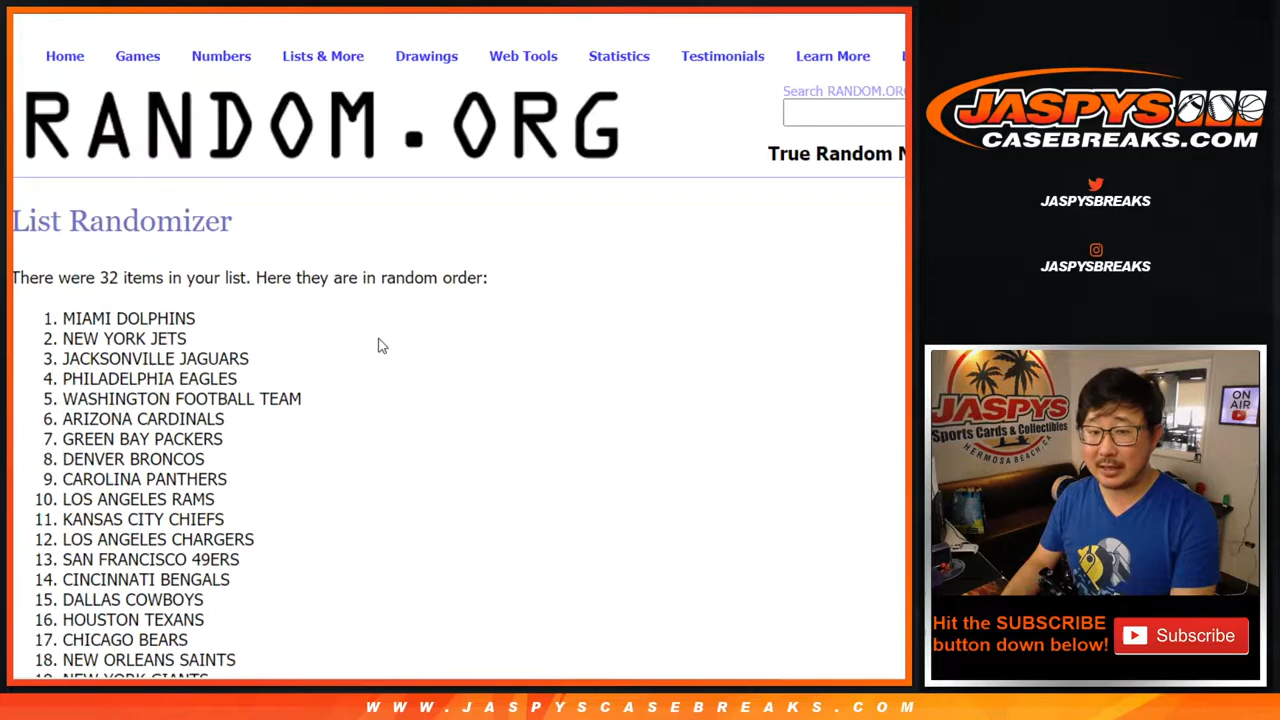 Home Games Numbers Lists & More Drawings Web Tools Statistics Testimonials Learn More
Search RANDOM.ORG
RANDOM.ORG
True Random N
List Randomizer
There were 32 items in your list. Here they are in random order:
1. MIAMI DOLPHINS
2. NEW YORK JETS
3. JACKSONVILLE JAGUARS
4. PHILADELPHIA EAGLES
5. WASHINGTON FOOTBALL TEAM
6. ARIZONA CARDINALS
7. GREEN BAY PACKERS
8. DENVER BRONCOS
9. CAROLINA PANTHERS
10. LOS ANGELES RAMS
11. KANSAS CITY CHIEFS
12. LOS ANGELES CHARGERS
13. SAN FRANCISCO 49ERS
14. CINCINNATI BENGALS
15. DALLAS COWBOYS
16. HOUSTON TEXANS
17. CHICAGO BEARS
18. NEW ORLEANS SAINTS
19. NEW YORK GIANTS
JASPYS
CASEBREAKS.COM
JASPYSBREAKS
JASPYSBREAKS
JASPYS
Sports Cards & Collectibles
HERMOSA BEACH, CA
ON
AIR
Hit the SUBSCRIBE
button down below!
Subscribe
WWW.JASPYSCASEBREAKS.COM